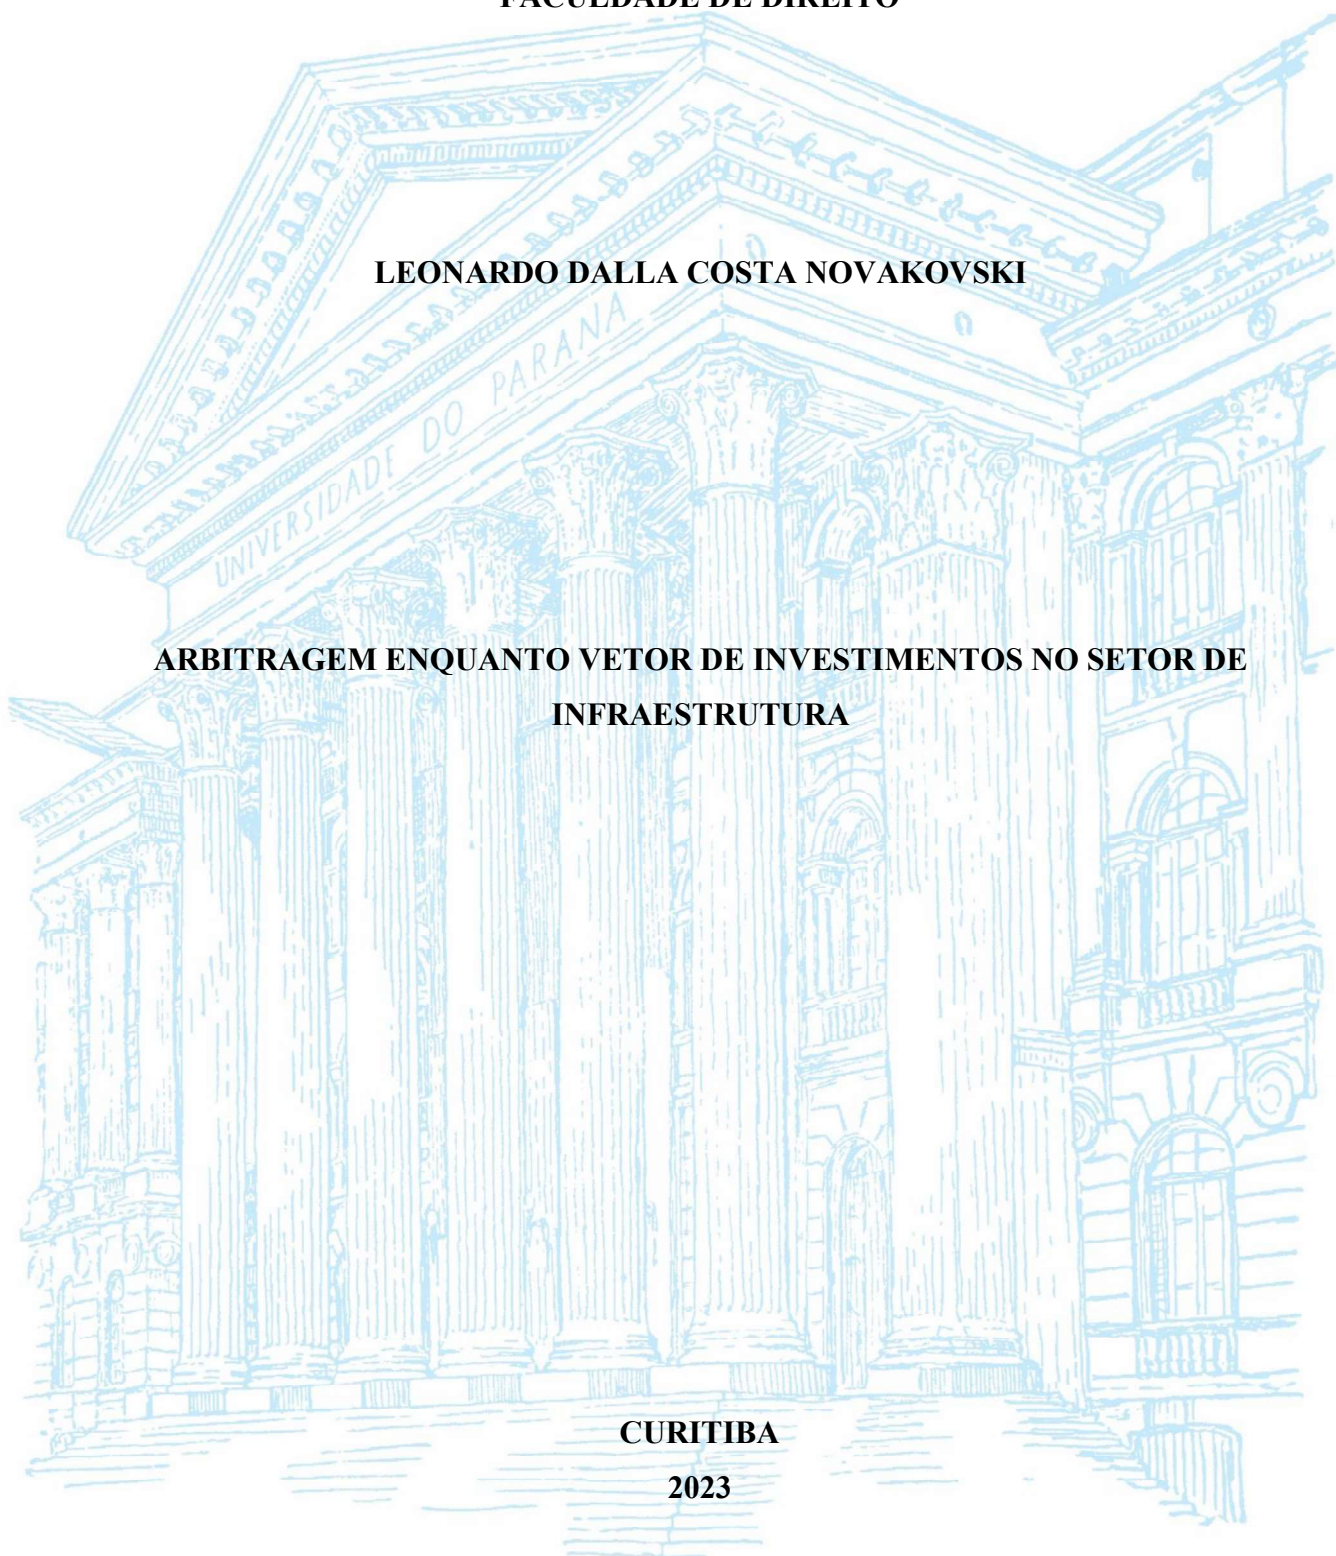 FACULDADE DE DIREITO
LEONARDO DALLA COSTA NOVAKOVSKI
UNIVERSIDADE DO PARANÁ
ARBITRAGEM ENQUANTO VETOR DE INVESTIMENTOS NO SETOR DE
INFRAESTRUTURA
CURITIBA
2023